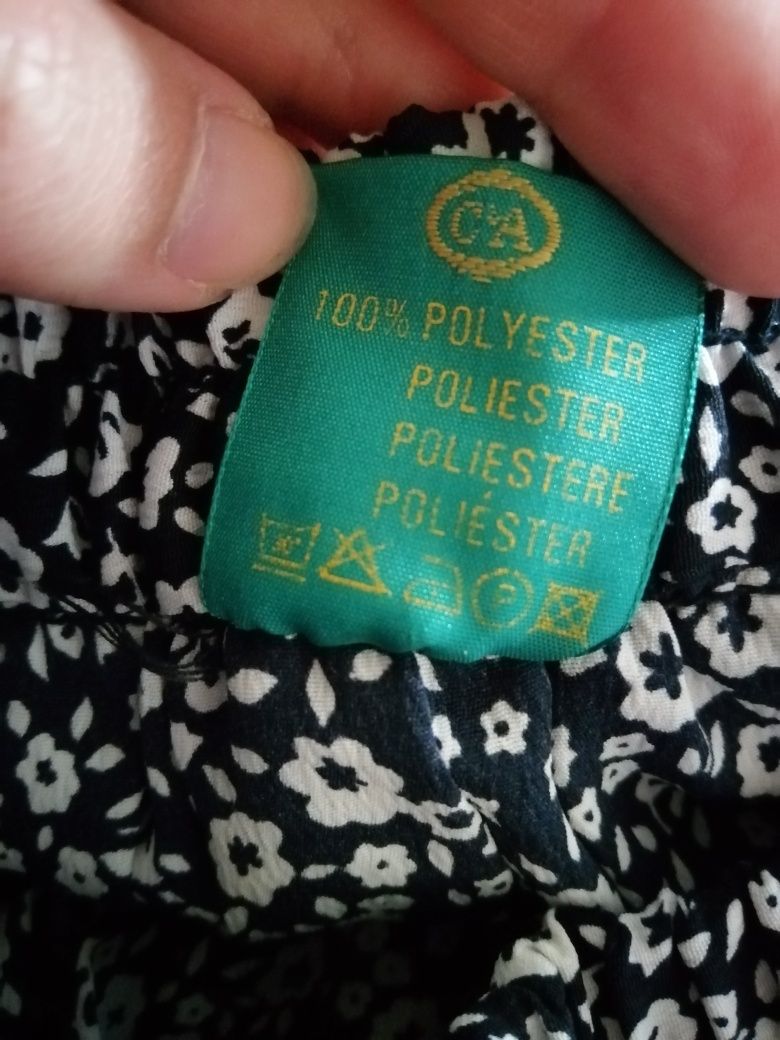 C&A
100% POLYESTER
POLIESTER
POLIESTERE
POLIÉSTER
P